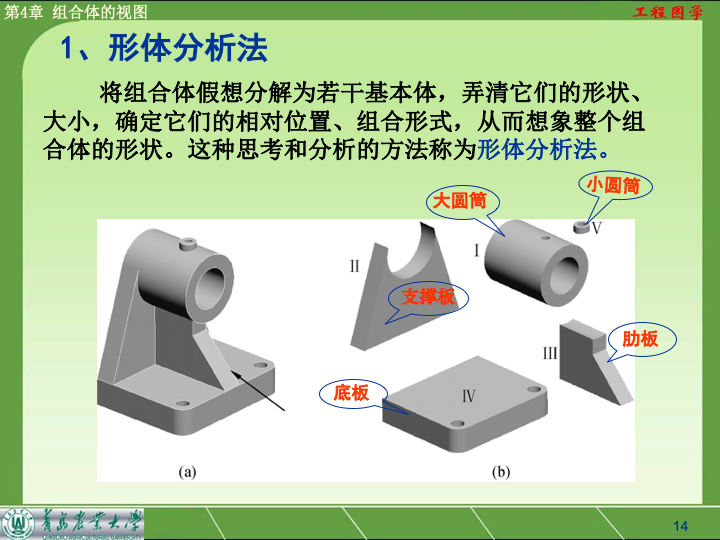 第4章 组合体的视图
工程图学
1、形体分析法
将组合体假想分解为若干基本体，弄清它们的形状、
大小，确定它们的相对位置、组合形式，从而想象整个组
合体的形状。这种思考和分析的方法称为形体分析法。
小圆筒
大圆筒
V
I
II
支撑板
肋板
III
底板
IV
(a)
(b)
青岛农业大学
QINGDAO AGRICULTURAL UNIVERSITY
14